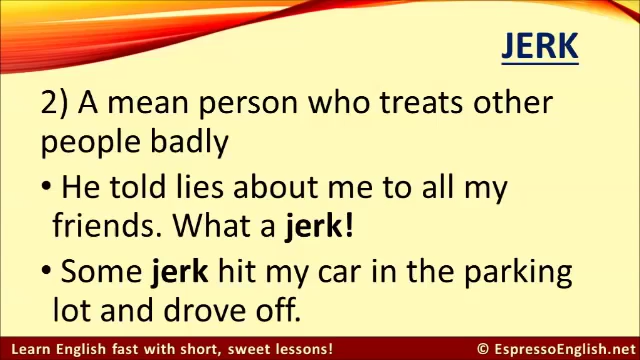 JERK
2) A mean person who treats other
people badly
• He told lies about me to all my
friends. What a jerk!
• Some jerk hit my car in the parking
lot and drove off.
Learn English fast with short, sweet lessons! © EspressoEnglish.net